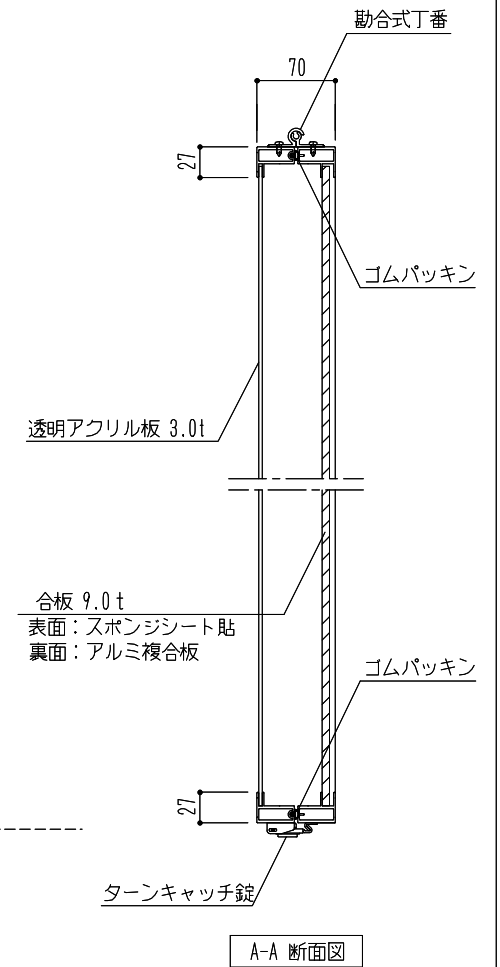 勘合式丁番
70
27
ゴムパッキン
透明アクリル板 3.0t
合板 9.0t
表面：スポンジシート貼
裏面：アルミ複合板
ゴムパッキン
27
ターンキャッチ錠
A-A 断面図